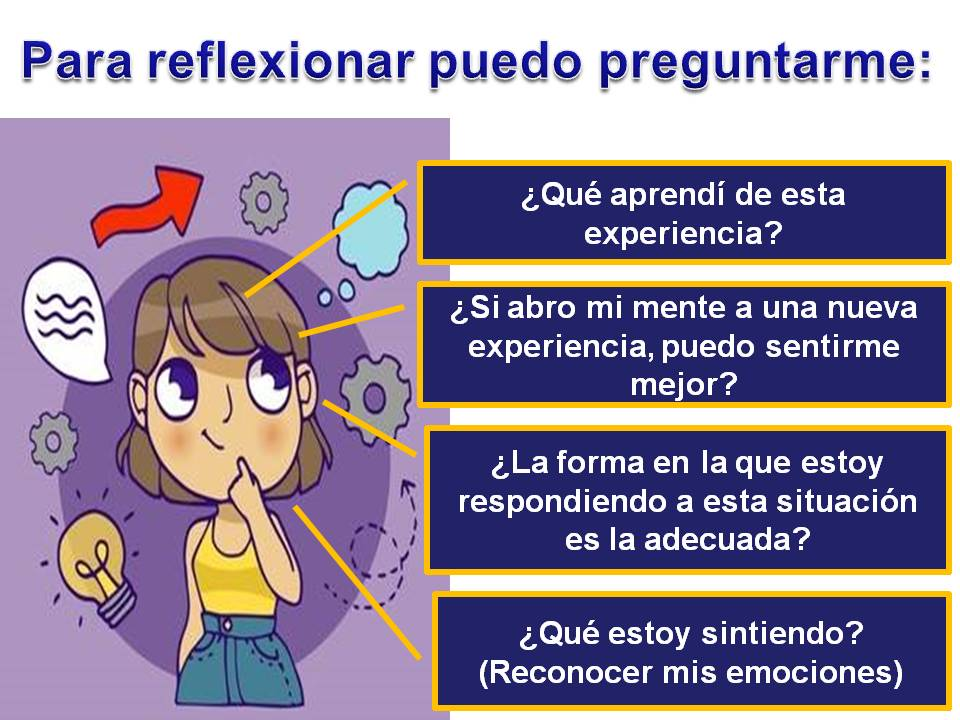 Para reflexionar puedo preguntarme:
¿Qué aprendí de esta
experiencia?
¿Si abro mi mente a una nueva
experiencia, puedo sentirme
mejor?
¿La forma en la que estoy
respondiendo a esta situación
es la adecuada?
¿Qué estoy sintiendo?
(Reconocer mis emociones)